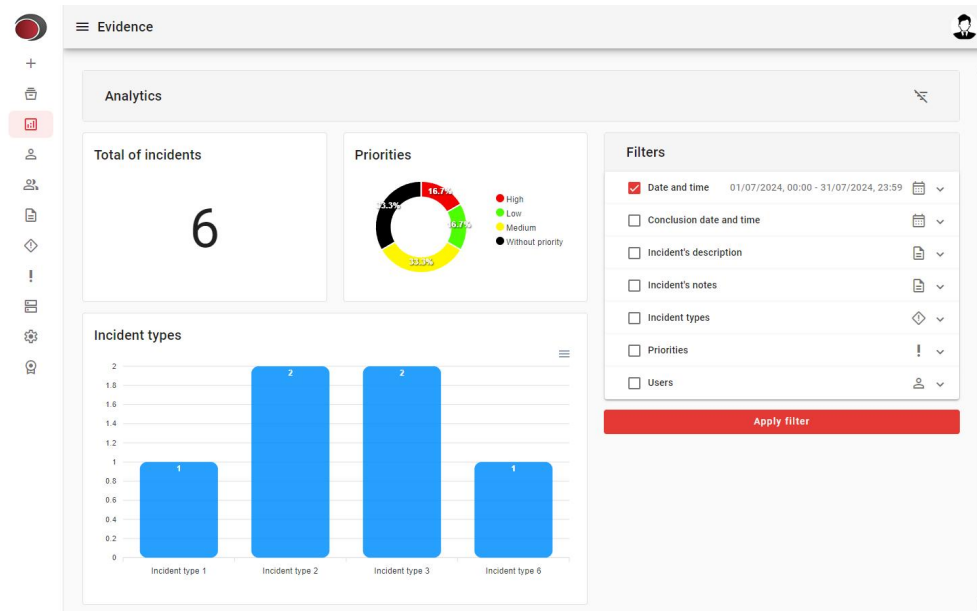 Evidence
Analytics
Total of incidents
6
Priorities
16.7%
16.7%
33.3%
33.3%
High
Low
Medium
Without priority
Filters
Date and time 01/07/2024, 00:00 - 31/07/2024, 23:59
Conclusion date and time
Incident's description
Incident's notes
Incident types
Priorities
Users
Apply filter
Incident types
2
1.8
1.6
1.4
1.2
1
0.8
0.6
0.4
0.2
0
1
2
2
1
Incident type 1
Incident type 2
Incident type 3
Incident type 6